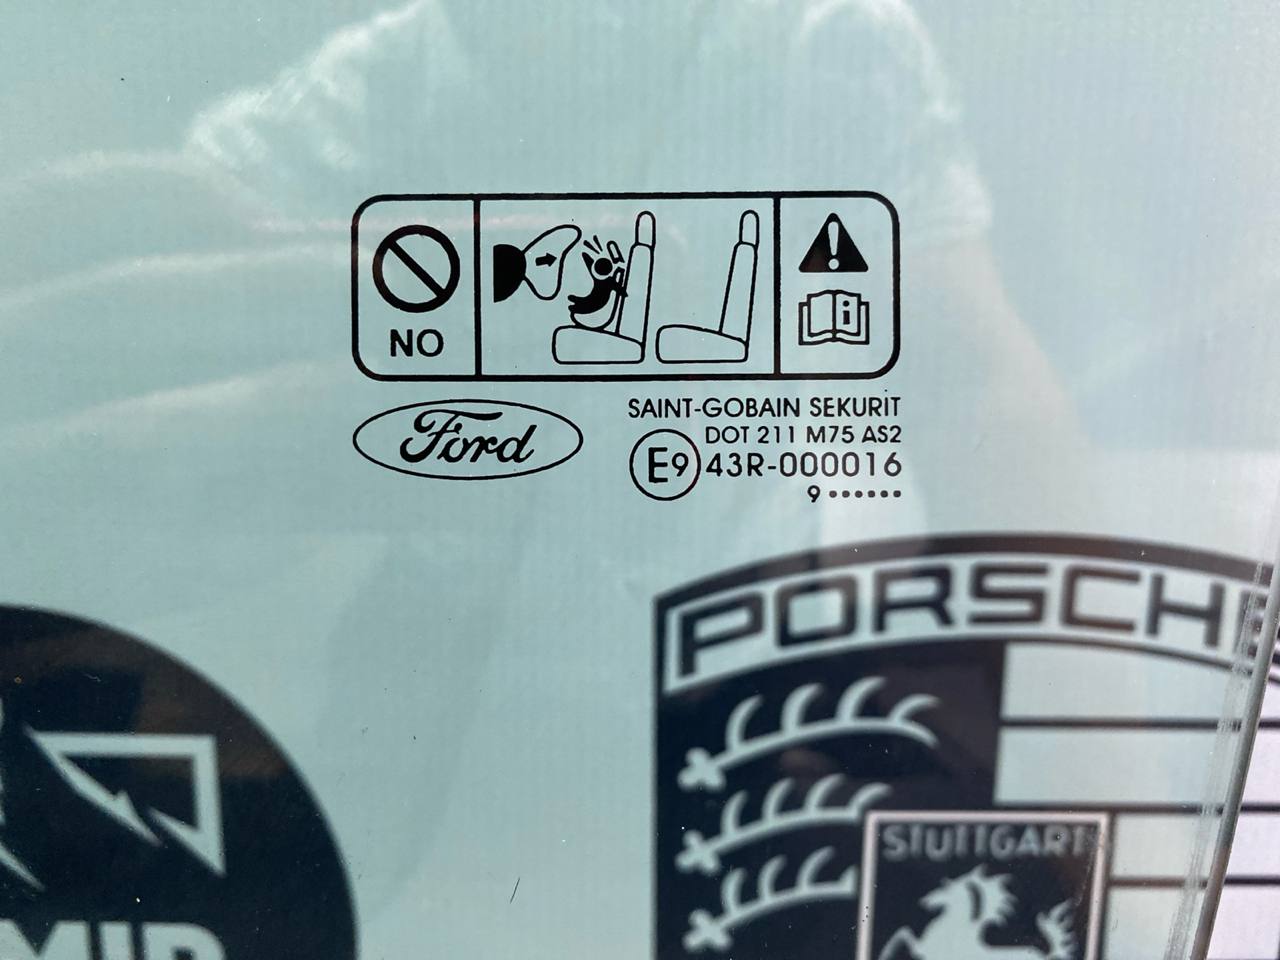 NO
Ford
SAINT-GOBAIN SEKURIT
DOT 211 M75 AS2
E9 43R-000016
9 ••••••
PORSCHE
STUTTGART